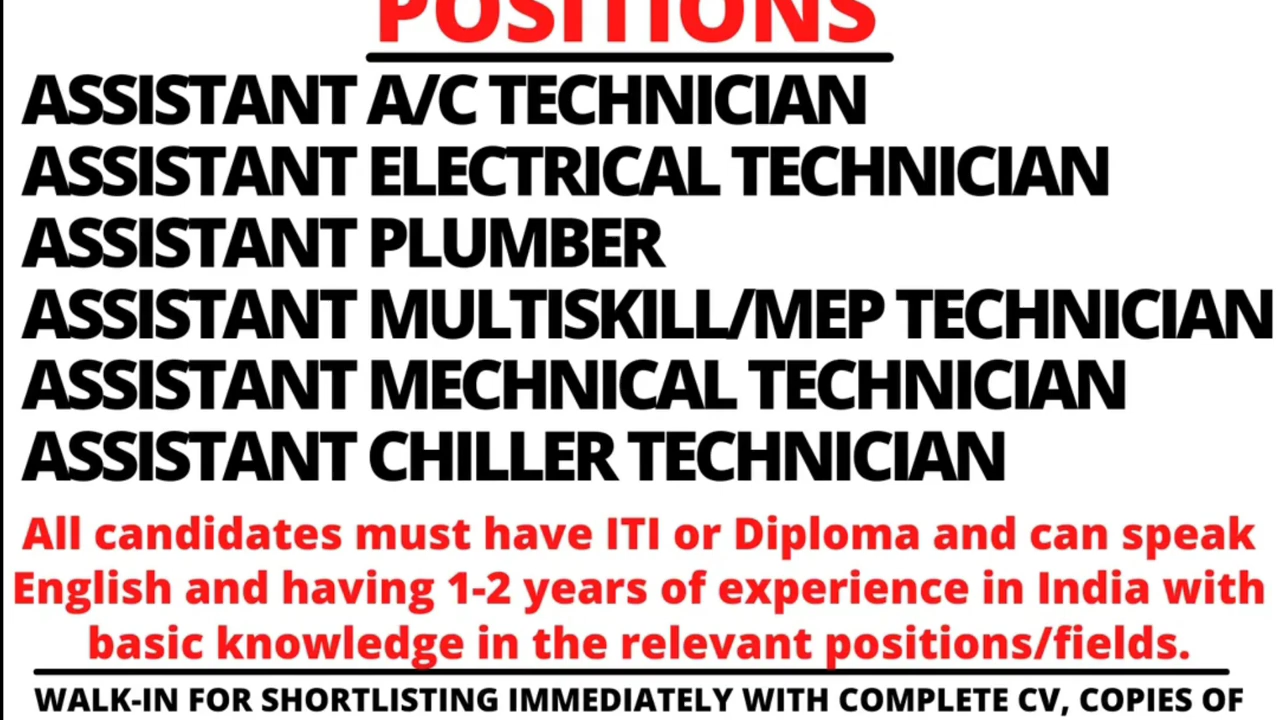 POSITIONS
ASSISTANT A/C TECHNICIAN
ASSISTANT ELECTRICAL TECHNICIAN
ASSISTANT PLUMBER
ASSISTANT MULTISKILL/MEP TECHNICIAN
ASSISTANT MECHNICAL TECHNICIAN
ASSISTANT CHILLER TECHNICIAN
All candidates must have ITI or Diploma and can speak
English and having 1-2 years of experience in India with
basic knowledge in the relevant positions/fields.
WALK-IN FOR SHORTLISTING IMMEDIATELY WITH COMPLETE CV, COPIES OF